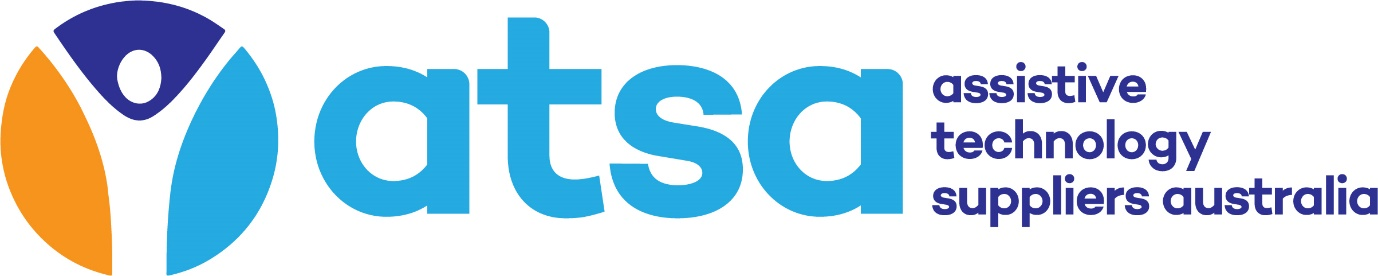 atsa
assistive
technology
suppliers australia